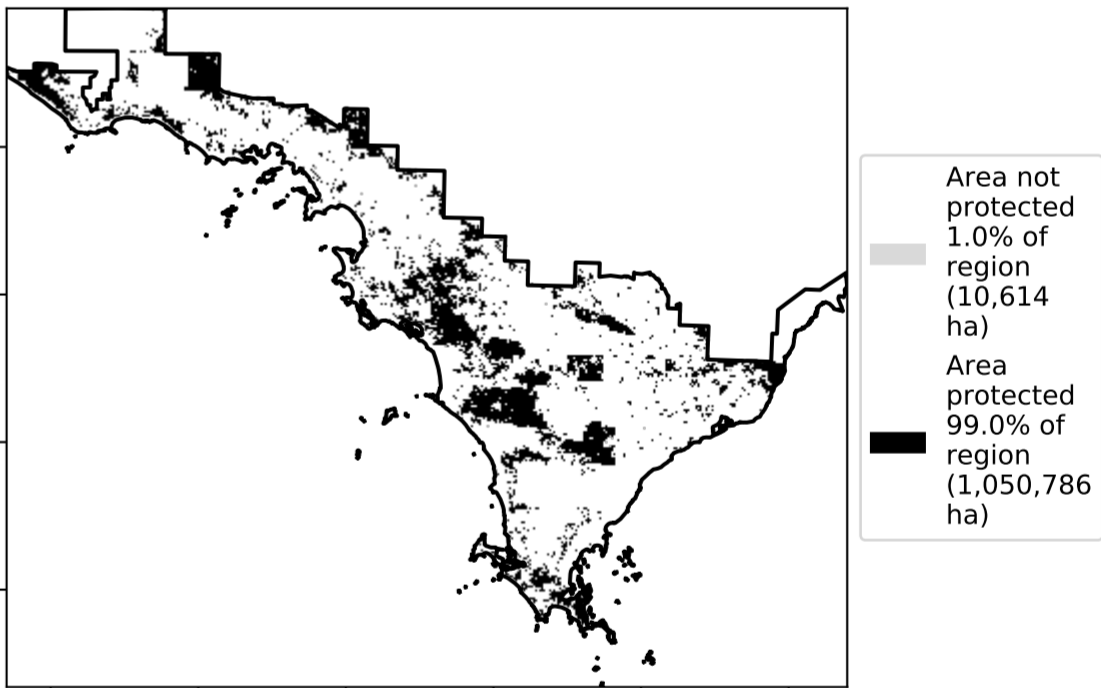 Area not
protected
1.0% of
region
(10,614
ha)
Area
protected
99.0% of
region
(1,050,786
ha)